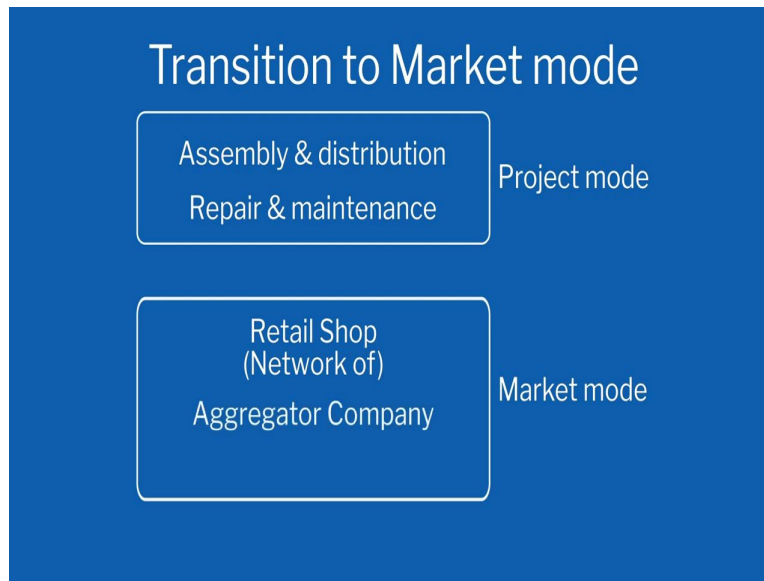 Transition to Market mode
Assembly & distribution
Repair & maintenance
Project mode
Retail Shop
(Network of)
Aggregator Company
Market mode